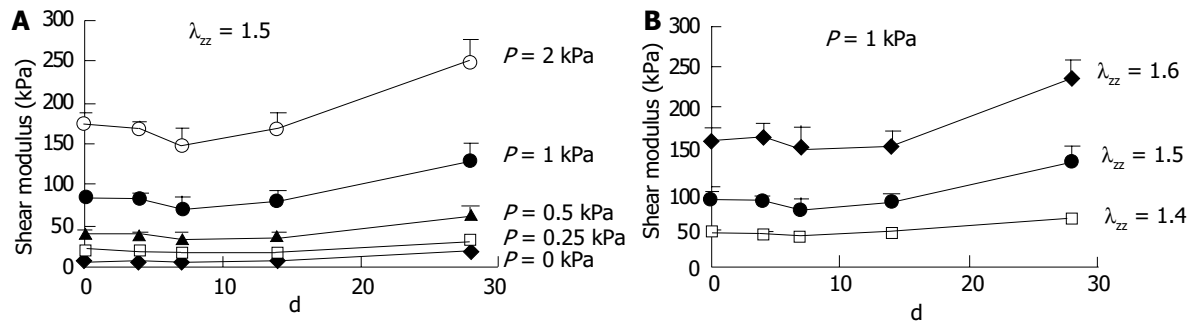 A
λzz = 1.5
Shear modulus (kPa)
300
250
200
150
100
50
0
0 10 20 30
d
P = 2 kPa
P = 1 kPa
P = 0.5 kPa
P = 0.25 kPa
P = 0 kPa
B
P = 1 kPa
Shear modulus (kPa)
300
250
200
150
100
50
0
0 10 20 30
d
λzz = 1.6
λzz = 1.5
λzz = 1.4